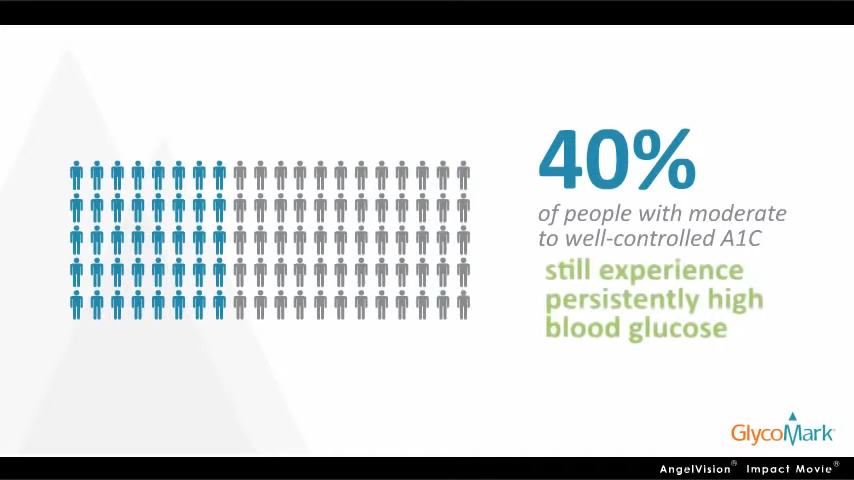 40%
of people with moderate
to well-controlled A1C
still experience
persistently high
blood glucose
GlycoMark
AngelVision® Impact Movie®